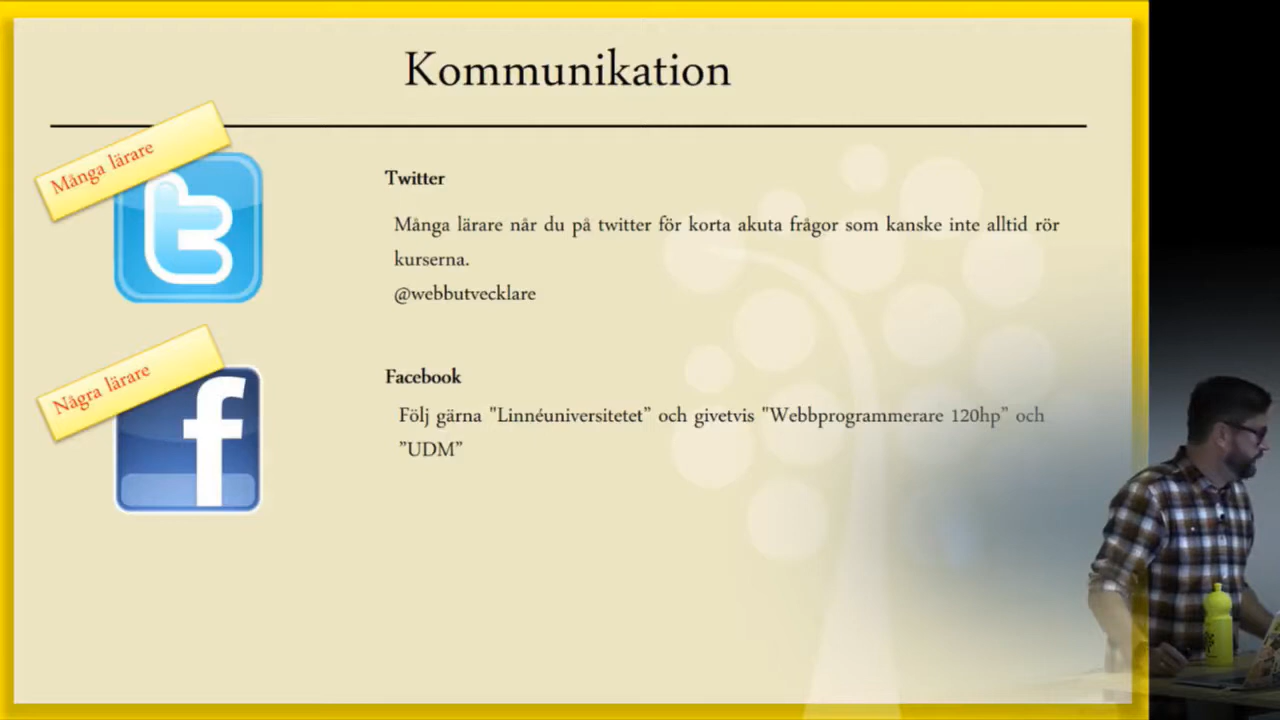 Kommunikation
Många lärare
Twitter
Många lärare når du på twitter för korta akuta frågor som kanske inte alltid rör
kurserna.
@webbutvecklare
Några lärare
Facebook
Följ gärna "Linnéuniversitetet" och givetvis "Webbprogrammerare 120hp" och
"UDM"